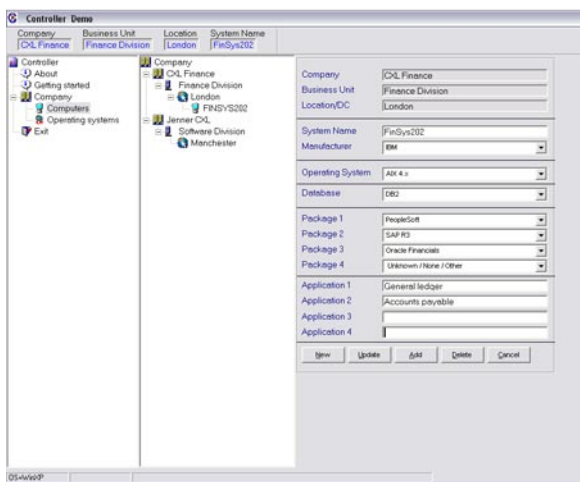 Controller Demo
Company Business Unit Location System Name
CXL Finance Finance Division London FinSys202
Controller
About
Getting started
Company
Computers
Operating systems
Exit
Company
CXL Finance
Finance Division
London
FINSYS202
Jenner CXL
Software Division
Manchester
Company CXL Finance
Business Unit Finance Division
Location/DC London
System Name FinSys202
Manufacturer IBM
Operating System AIX 4.x
Database DB2
Package 1 PeopleSoft
Package 2 SAP R3
Package 3 Oracle Financials
Package 4 Unknown / None / Other
Application 1 General ledger
Application 2 Accounts payable
Application 3
Application 4
New Update Add Delete Cancel
OS=WinXP